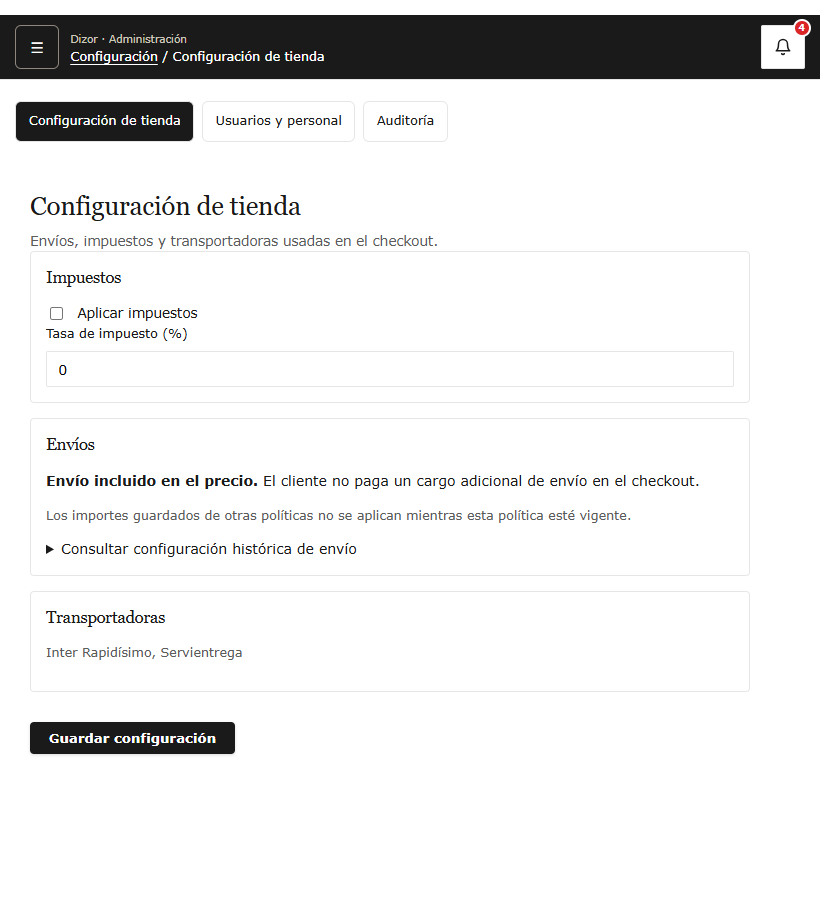 Dizor · Administración
Configuración / Configuración de tienda
4
Configuración de tienda
Usuarios y personal
Auditoría
Configuración de tienda
Envíos, impuestos y transportadoras usadas en el checkout.
Impuestos
Aplicar impuestos
Tasa de impuesto (%)
0
Envíos
Envío incluido en el precio. El cliente no paga un cargo adicional de envío en el checkout.
Los importes guardados de otras políticas no se aplican mientras esta política esté vigente.
Consultar configuración histórica de envío
Transportadoras
Inter Rapidísimo, Servientrega
Guardar configuración